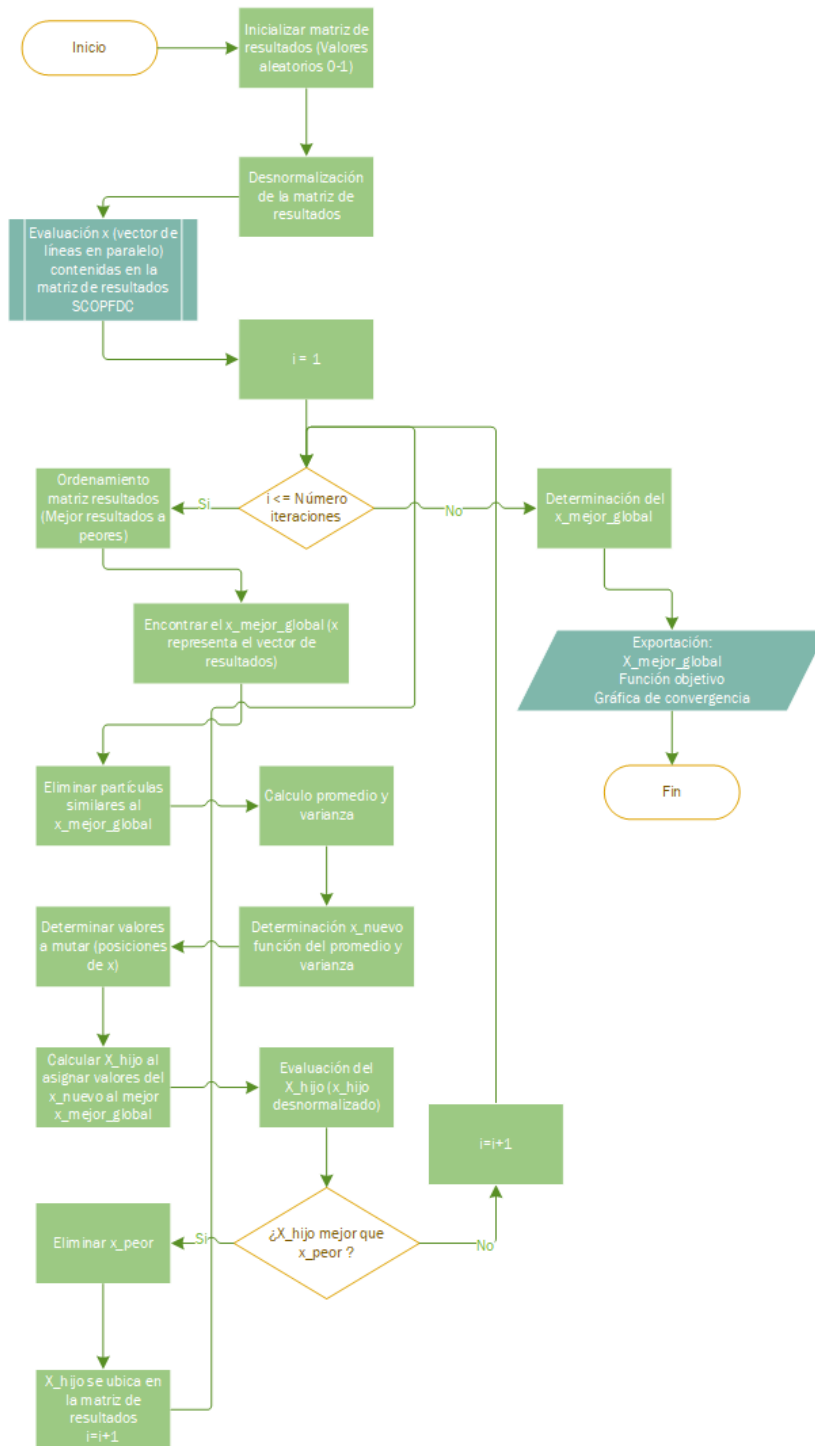 Inicio
Inicializar matriz de
resultados (Valores
aleatorios 0-1)
Desnormalización
de la matriz de
resultados
Evaluación x (vector de
líneas en paralelo)
contenidas en la
matriz de resultados
SCOPFDC
i = 1
i <= Número
iteraciones
Si
No
Ordenamiento
matriz resultados
(Mejor resultados a
peores)
Determinación del
x_mejor_global
Encontrar el x_mejor_global (x
representa el vector de
resultados)
Exportación:
X_mejor_global
Función objetivo
Gráfica de convergencia
Fin
Eliminar partículas
similares al
x_mejor_global
Calculo promedio y
varianza
Determinación x_nuevo
función del promedio y
varianza
Determinar valores
a mutar (posiciones
de x)
Calcular X_hijo al
asignar valores del
x_nuevo al mejor
x_mejor_global
Evaluación del
X_hijo (x_hijo
desnormalizado)
i=i+1
¿X_hijo mejor que
x_peor ?
Si
No
Eliminar x_peor
X_hijo se ubica en
la matriz de
resultados
i=i+1